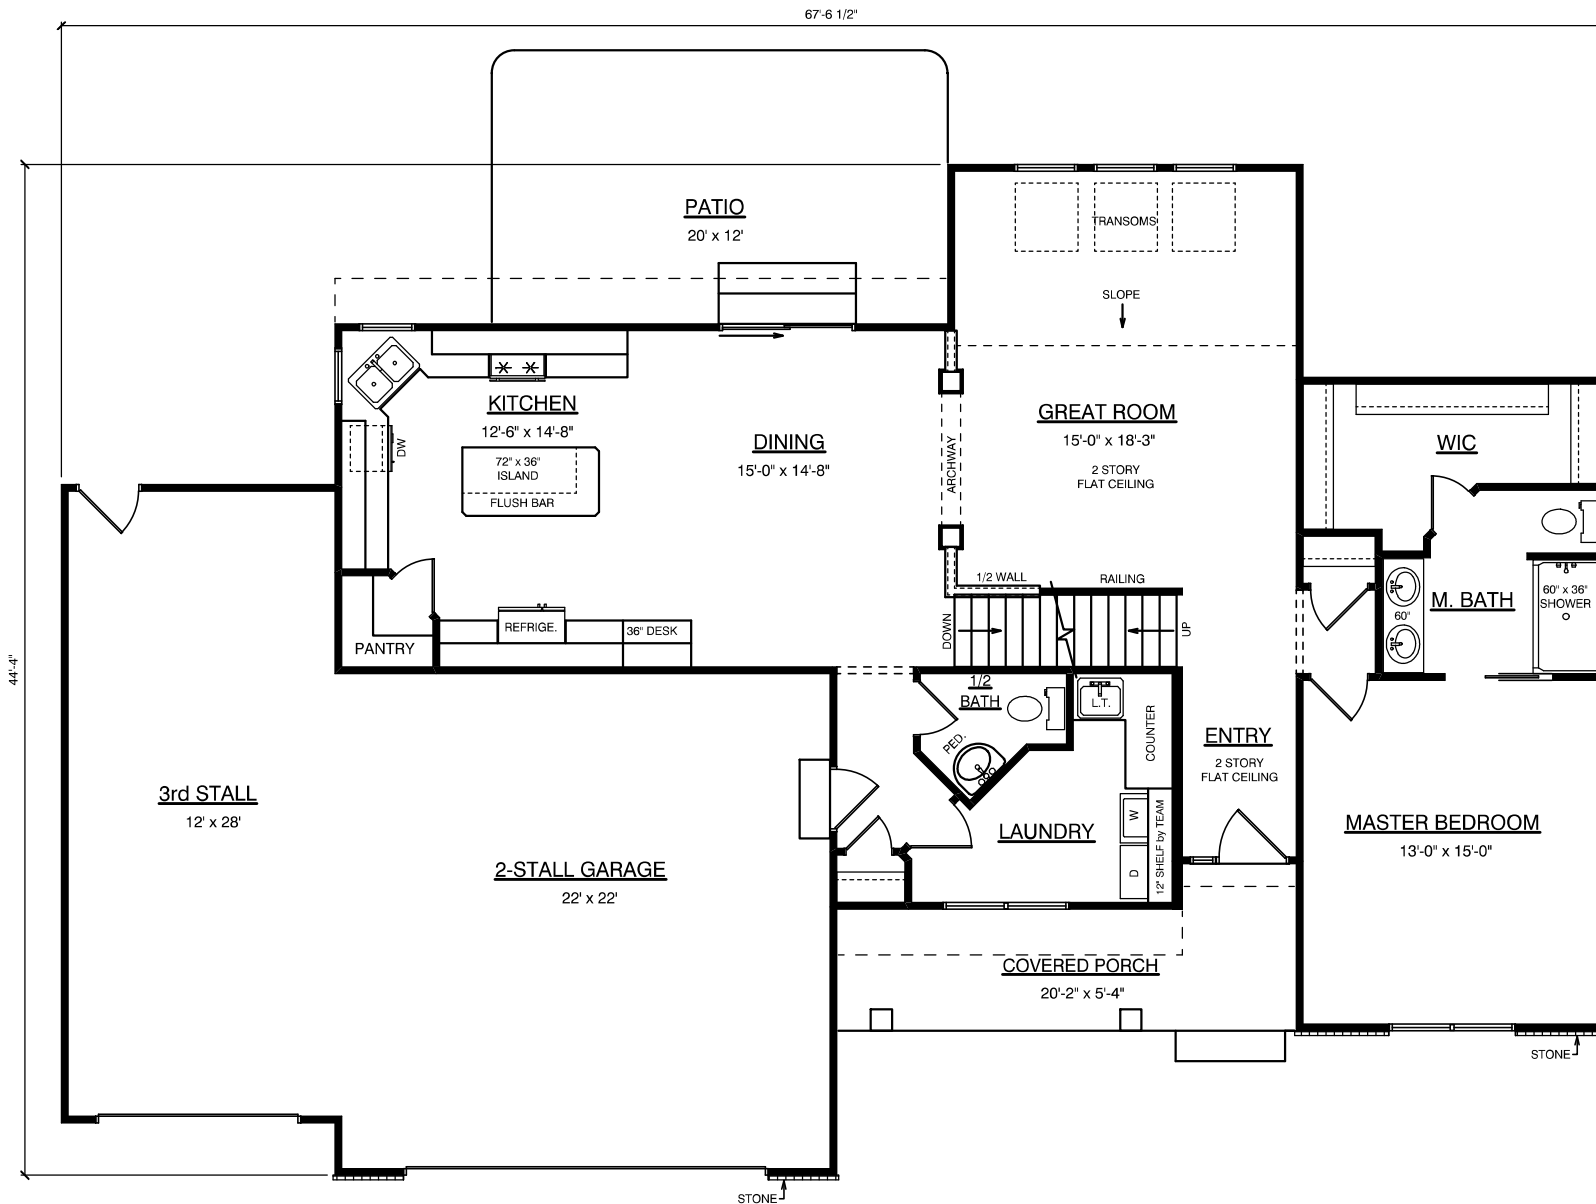 67'-6 1/2"
PATIO
20' x 12'
TRANSOMS
SLOPE
KITCHEN
12'-6" x 14'-8"
DW
72" x 36"
ISLAND
FLUSH BAR
DINING
15'-0" x 14'-8"
ARCHWAY
GREAT ROOM
15'-0" x 18'-3"
2 STORY
FLAT CEILING
WIC
1/2 WALL
RAILING
M. BATH
60"
60" x 36"
SHOWER
PANTRY
REFRIGE.
36" DESK
DOWN
UP
44'-4"
1/2
BATH
PED.
L.T.
COUNTER
ENTRY
2 STORY
FLAT CEILING
3rd STALL
12' x 28'
2-STALL GARAGE
22' x 22'
LAUNDRY
W
D
12" SHELF by TEAM
MASTER BEDROOM
13'-0" x 15'-0"
COVERED PORCH
20'-2" x 5'-4"
STONE
STONE